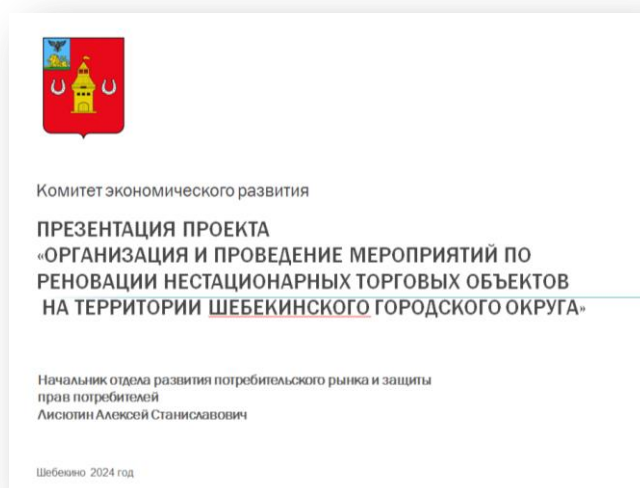 Комитет экономического развития
ПРЕЗЕНТАЦИЯ ПРОЕКТА
«ОРГАНИЗАЦИЯ И ПРОВЕДЕНИЕ МЕРОПРИЯТИЙ ПО
РЕНОВАЦИИ НЕСТАЦИОНАРНЫХ ТОРГОВЫХ ОБЪЕКТОВ
НА ТЕРРИТОРИИ ШЕБЕКИНСКОГО ГОРОДСКОГО ОКРУГА»
Начальник отдела развития потребительского рынка и защиты
прав потребителей
Лисютин Алексей Станиславович
Шебекино 2024 год